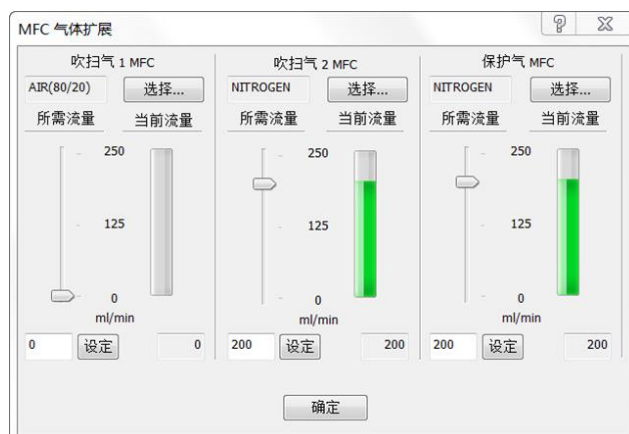 MFC 气体扩展
吹扫气 1 MFC
AIR(80/20) 选择...
所需流量 当前流量
250
125
0
ml/min
0 设定 0
吹扫气 2 MFC
NITROGEN 选择...
所需流量 当前流量
250
125
0
ml/min
200 设定 200
保护气 MFC
NITROGEN 选择...
所需流量 当前流量
250
125
0
ml/min
200 设定 200
确定